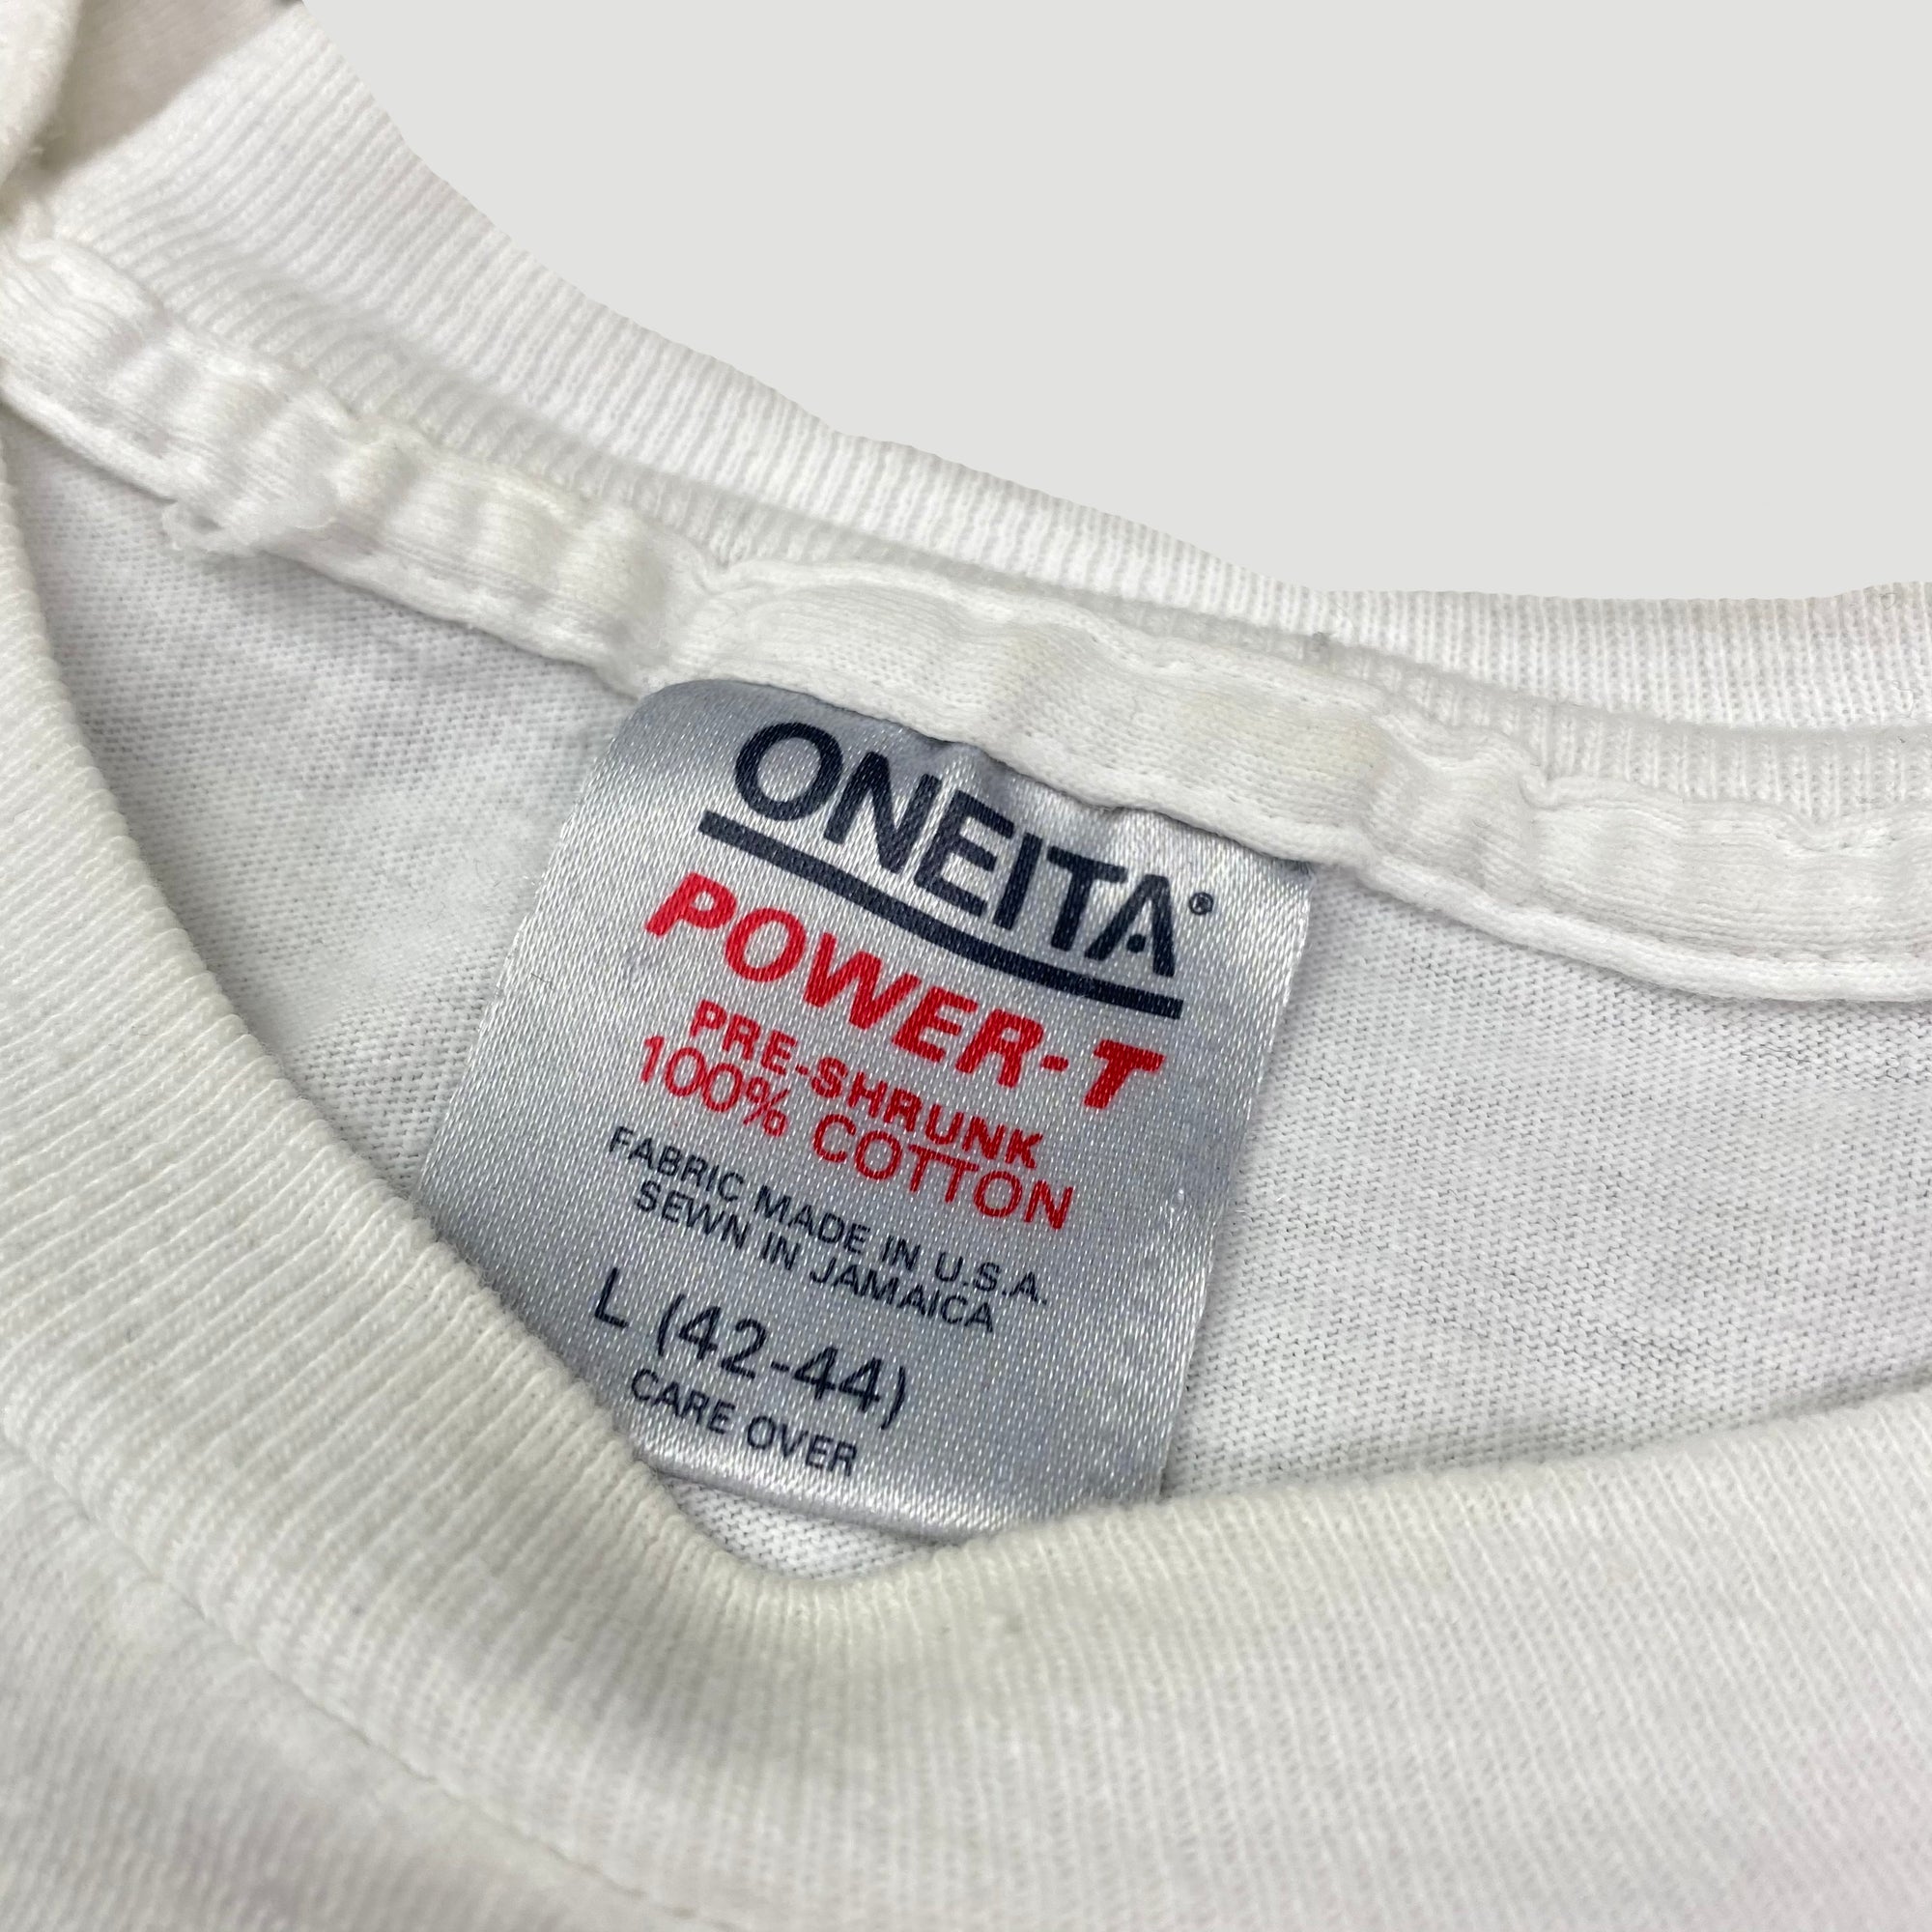 ONEITA®
POWER-T
PRE-SHRUNK
100% COTTON
FABRIC MADE IN U.S.A.
SEWN IN JAMAICA
L (42-44)
CARE OVER